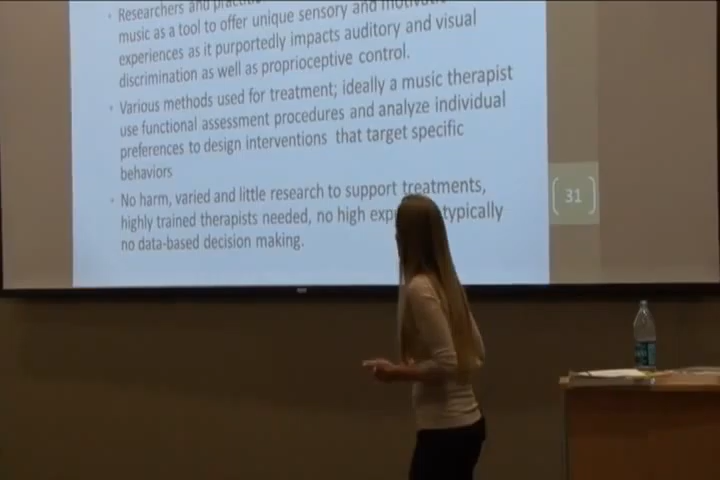 · Researchers and
music as a tool to offer unique sensory and
experiences as it purportedly impacts auditory and visual
discrimination as well as proprioceptive control.
· Various methods used for treatment; ideally a music therapist
use functional assessment procedures and analyze individual
preferences to design interventions that target specific
behaviors
· No harm, varied and little research to support treatments,
highly trained therapists needed, no high typically
no data-based decision making.
31